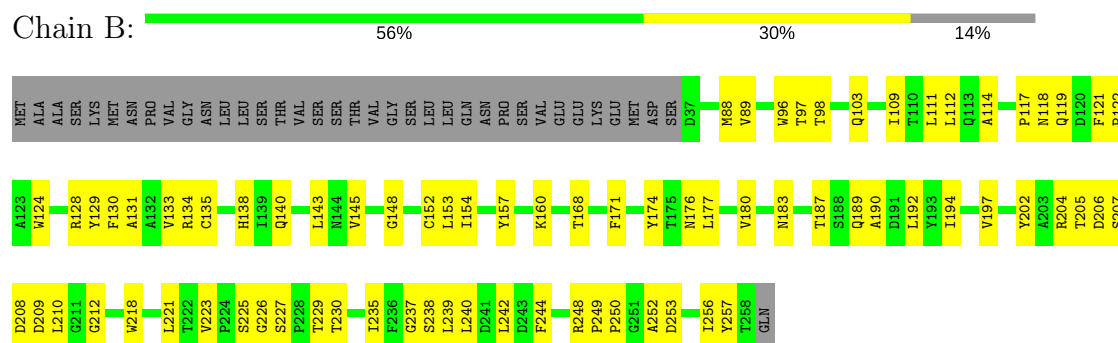 Chain B:
56% 30% 14%
MET ALA ALA SER LYS MET ASN PRO VAL GLY ASN LEU LEU SER THR VAL SER SER THR VAL GLY SER LEU LEU GLN ASN PRO SER VAL GLU GLU LYS GLU MET ASP SER D37 M88 V89 W96 T97 T98 Q103 I109 T110 L111 L112 Q113 A114 P117 N118 Q119 D120 F121 P122
A123 W124 R128 Y129 F130 A131 A132 V133 R134 C135 H138 I139 Q140 L143 N144 V145 G148 C152 L153 I154 Y157 K160 T168 F171 Y174 T175 N176 L177 V180 N183 T187 S188 Q189 A190 D191 L192 Y193 I194 V197 Y202 A203 R204 T205 D206 S207
D208 D209 L210 G211 G212 W218 L221 T222 V223 P224 S225 G226 S227 P228 T229 T230 I235 F236 G237 S238 L239 L240 D241 L242 D243 F244 R248 P249 P250 G251 A252 D253 I256 Y257 T258 GLN